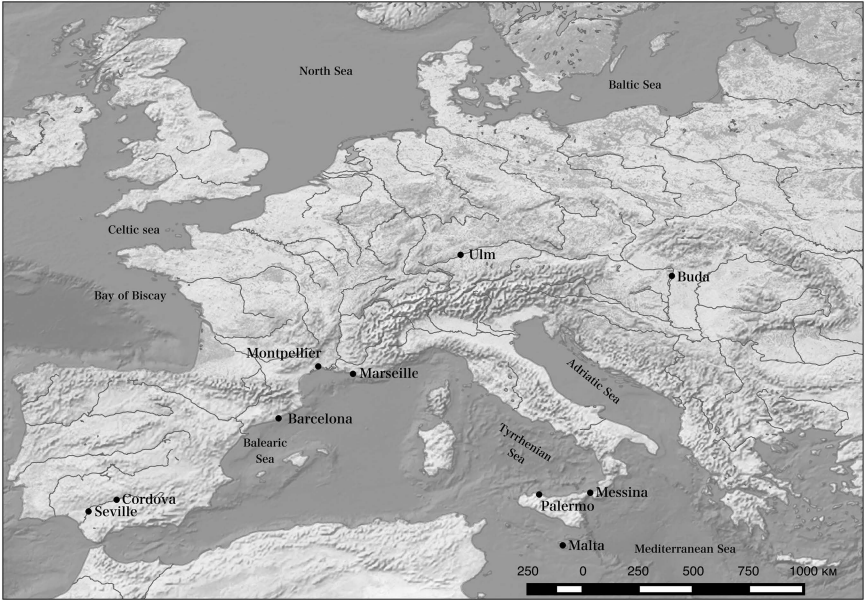 North Sea
Baltic Sea
Celtic sea
Ulm
Buda
Bay of Biscay
Montpellier
Marseille
Adriatic Sea
Barcelona
Balearic
Sea
Tyrrhenian
Sea
Cordova
Seville
Messina
Palermo
Malta
Mediterranean Sea
250 0 250 500 750 1000 км